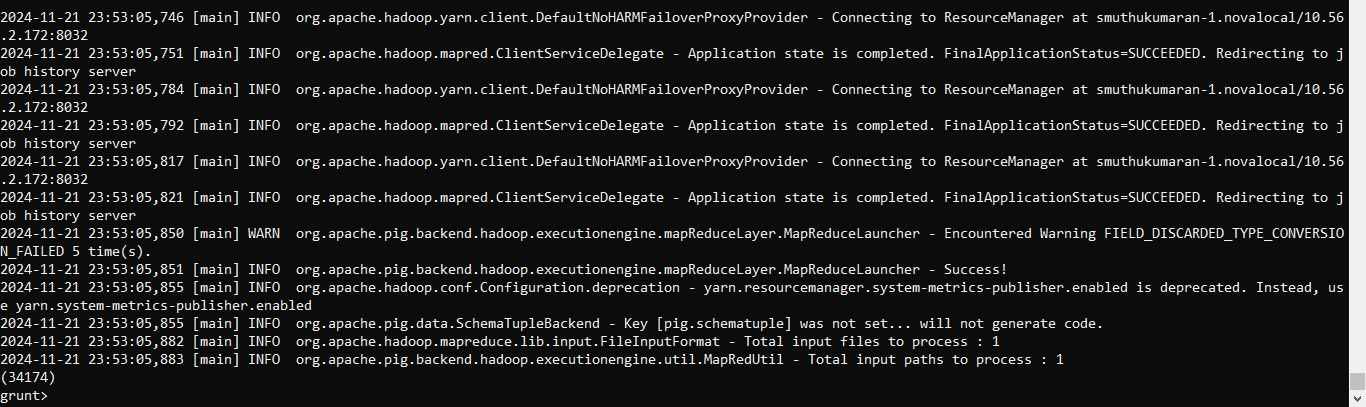 2024-11-21 23:53:05,746 [main] INFO  org.apache.hadoop.yarn.client.DefaultNoHARMFailoverProxyProvider - Connecting to ResourceManager at smuthukumaran-1.novalocal/10.56
.2.172:8032
2024-11-21 23:53:05,751 [main] INFO  org.apache.hadoop.mapred.ClientServiceDelegate - Application state is completed. FinalApplicationStatus=SUCCEEDED. Redirecting to j
ob history server
2024-11-21 23:53:05,784 [main] INFO  org.apache.hadoop.yarn.client.DefaultNoHARMFailoverProxyProvider - Connecting to ResourceManager at smuthukumaran-1.novalocal/10.56
.2.172:8032
2024-11-21 23:53:05,792 [main] INFO  org.apache.hadoop.mapred.ClientServiceDelegate - Application state is completed. FinalApplicationStatus=SUCCEEDED. Redirecting to j
ob history server
2024-11-21 23:53:05,817 [main] INFO  org.apache.hadoop.yarn.client.DefaultNoHARMFailoverProxyProvider - Connecting to ResourceManager at smuthukumaran-1.novalocal/10.56
.2.172:8032
2024-11-21 23:53:05,821 [main] INFO  org.apache.hadoop.mapred.ClientServiceDelegate - Application state is completed. FinalApplicationStatus=SUCCEEDED. Redirecting to j
ob history server
2024-11-21 23:53:05,850 [main] WARN  org.apache.pig.backend.hadoop.executionengine.mapReduceLayer.MapReduceLauncher - Encountered Warning FIELD_DISCARDED_TYPE_CONVERSIO
N_FAILED 5 time(s).
2024-11-21 23:53:05,851 [main] INFO  org.apache.pig.backend.hadoop.executionengine.mapReduceLayer.MapReduceLauncher - Success!
2024-11-21 23:53:05,855 [main] INFO  org.apache.hadoop.conf.Configuration.deprecation - yarn.resourcemanager.system-metrics-publisher.enabled is deprecated. Instead, us
e yarn.system-metrics-publisher.enabled
2024-11-21 23:53:05,855 [main] INFO  org.apache.pig.data.SchemaTupleBackend - Key [pig.schematuple] was not set... will not generate code.
2024-11-21 23:53:05,882 [main] INFO  org.apache.hadoop.mapreduce.lib.input.FileInputFormat - Total input files to process : 1
2024-11-21 23:53:05,883 [main] INFO  org.apache.pig.backend.hadoop.executionengine.util.MapRedUtil - Total input paths to process : 1
(34174)
grunt>